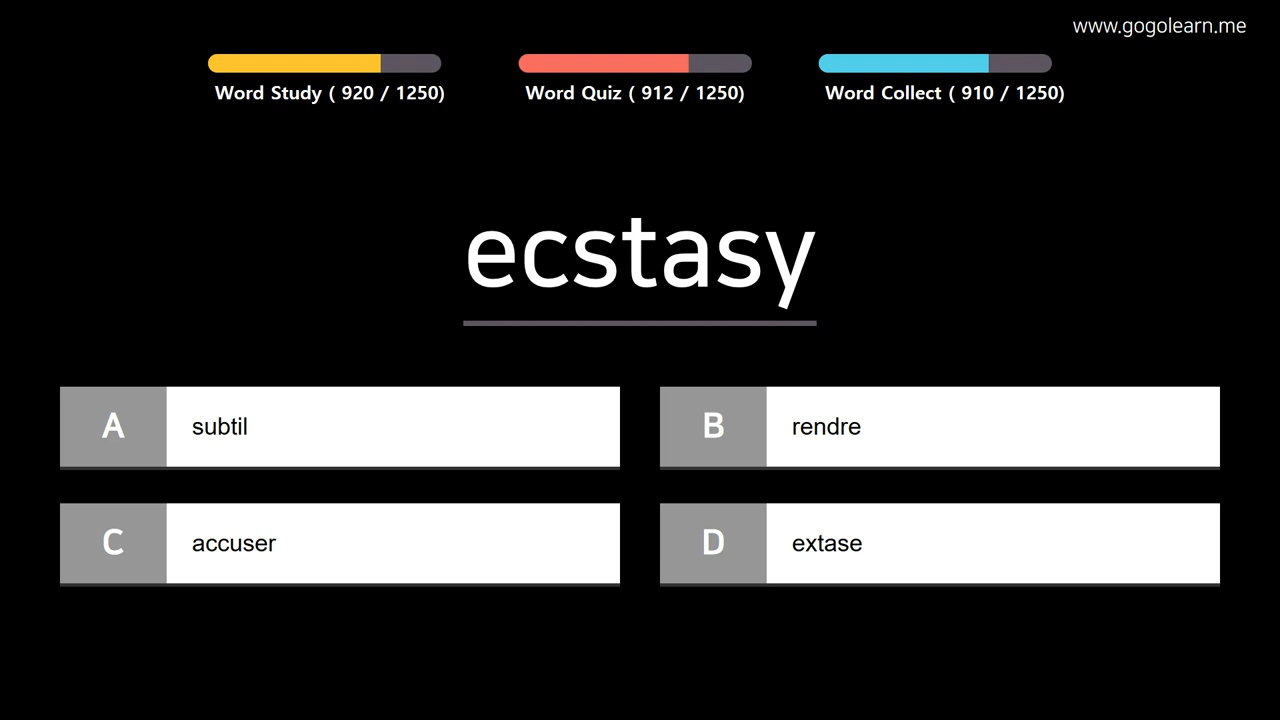 www.gogolearn.me
Word Study ( 920 / 1250)
Word Quiz ( 912 / 1250)
Word Collect ( 910 / 1250)
ecstasy
A subtil
B rendre
C accuser
D extase